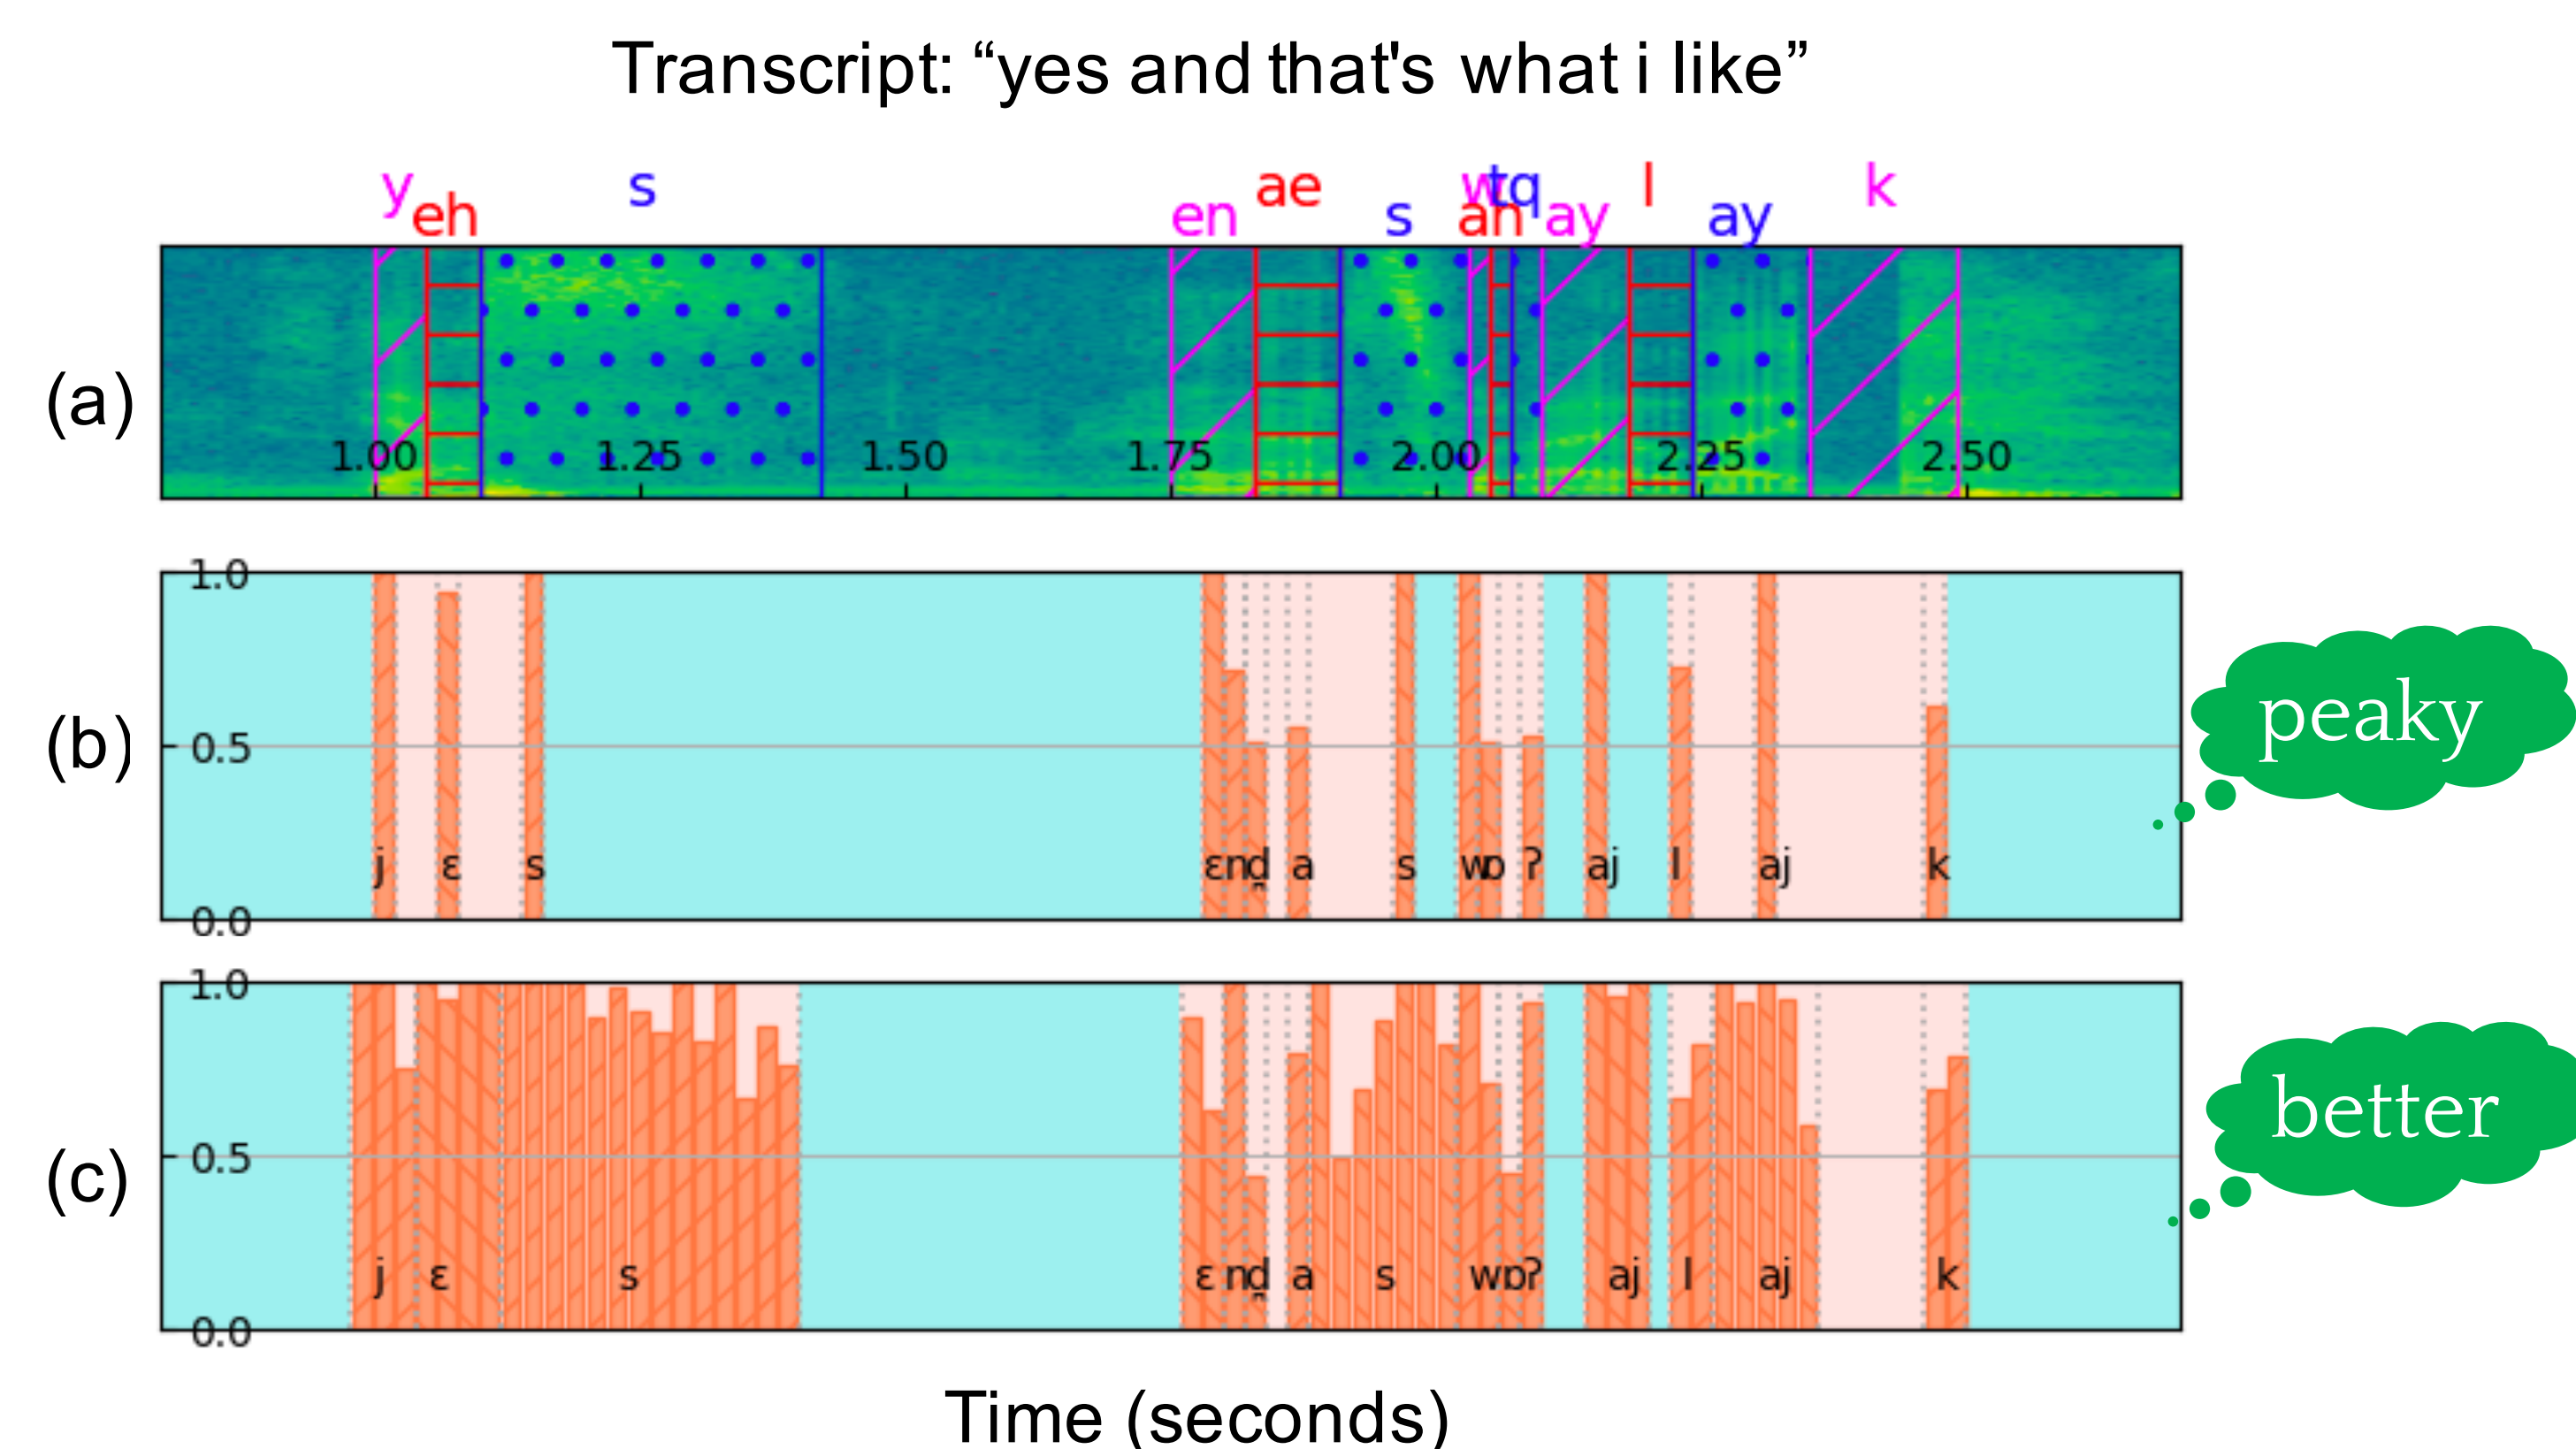 Transcript: “yes and that's what i like”
y eh s en ae s w ah tq ay l ay k
(a)
1.00 1.25 1.50 1.75 2.00 2.25 2.50
1.0
(b) 0.5
j ɛ s ɛ n d̪ a s w ɒ ʔ aj l aj k
0.0
peaky
1.0
(c) 0.5
j ɛ s ɛ n d̪ a s w ɒ ʔ aj l aj k
0.0
better
Time (seconds)